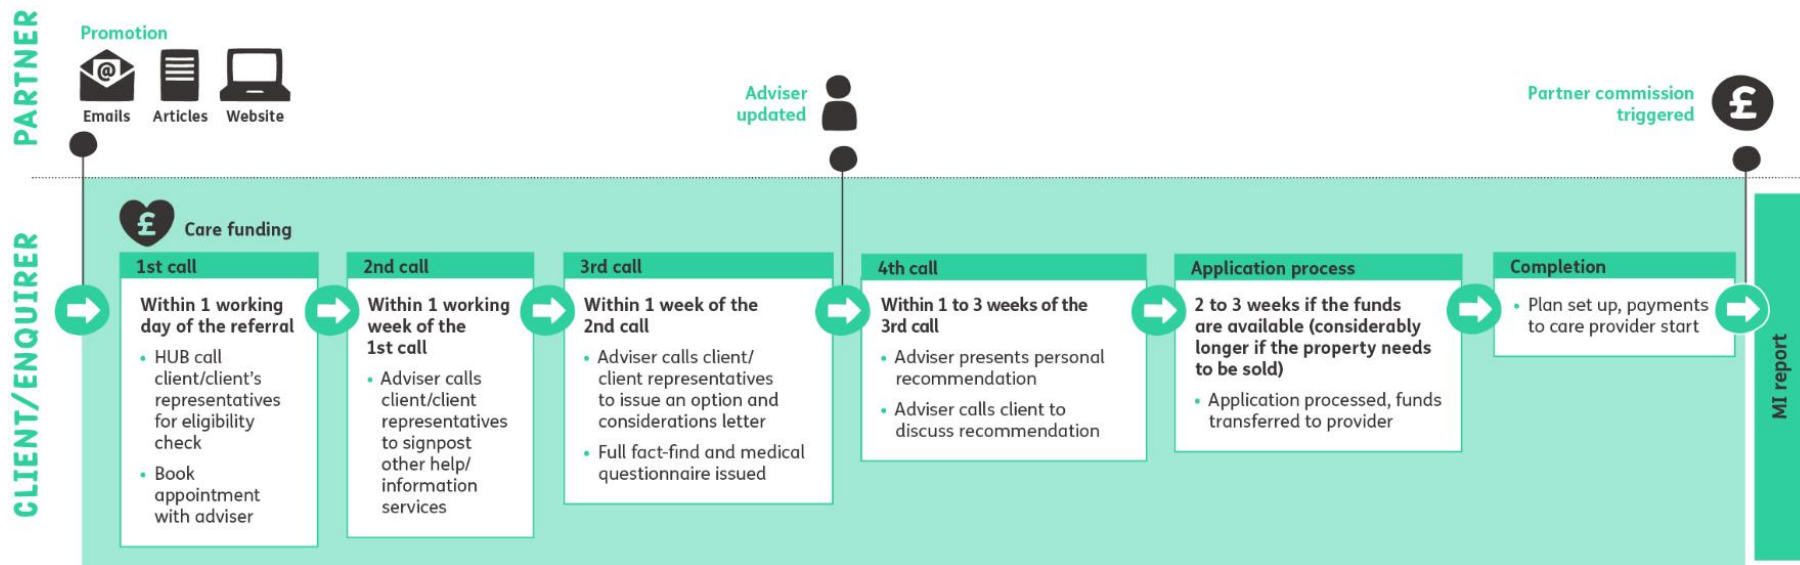 PARTNER
Promotion
@
Emails
Articles
Website
Adviser
updated
Partner commission
triggered
£
CLIENT/ENQUIRER
£
Care funding
1st call
Within 1 working
day of the referral
• HUB call
client/client's
representatives
for eligibility
check
• Book
appointment
with adviser
2nd call
Within 1 working
week of the
1st call
• Adviser calls
client/client
representatives
to signpost
other help/
information
services
3rd call
Within 1 week of the
2nd call
• Adviser calls client/
client representatives
to issue an option and
considerations letter
• Full fact-find and medical
questionnaire issued
4th call
Within 1 to 3 weeks of the
3rd call
• Adviser presents personal
recommendation
• Adviser calls client to
discuss recommendation
Application process
2 to 3 weeks if the funds
are available (considerably
longer if the property needs
to be sold)
• Application processed, funds
transferred to provider
Completion
• Plan set up, payments
to care provider start
MI report